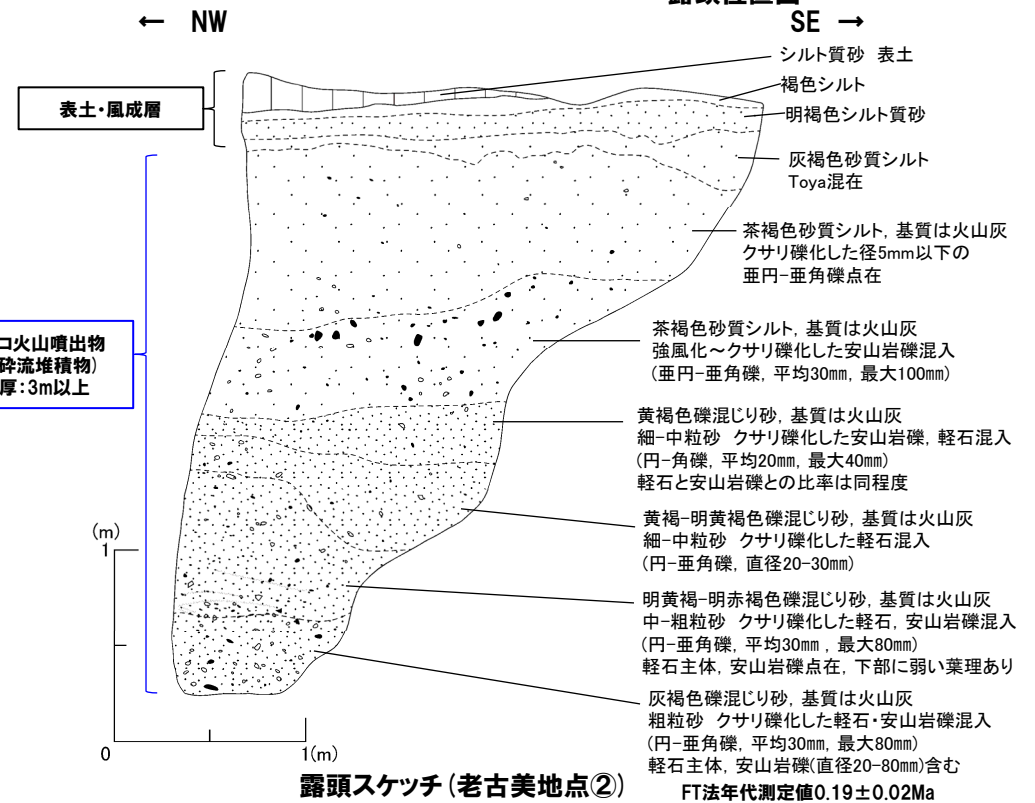 ← NW
SE →
シルト質砂 表土
褐色シルト
明褐色シルト質砂
灰褐色砂質シルト
Toya混在
茶褐色砂質シルト, 基質は火山灰
クサリ礫化した径5mm以下の
亜円-亜角礫点在
茶褐色砂質シルト, 基質は火山灰
強風化～クサリ礫化した安山岩礫混入
(亜円-亜角礫, 平均30mm, 最大100mm)
黄褐色礫混じり砂, 基質は火山灰
細-中粒砂 クサリ礫化した安山岩礫, 軽石混入
(円-角礫, 平均20mm, 最大40mm)
軽石と安山岩礫との比率は同程度
黄褐-明黄褐色礫混じり砂, 基質は火山灰
細-中粒砂 クサリ礫化した軽石混入
(円-亜角礫, 直径20-30mm)
明黄褐-明赤褐色礫混じり砂, 基質は火山灰
中-粗粒砂 クサリ礫化した軽石, 安山岩礫混入
(円-亜角礫, 平均30mm , 最大80mm)
軽石主体, 安山岩礫点在, 下部に弱い葉理あり
灰褐色礫混じり砂, 基質は火山灰
粗粒砂 クサリ礫化した軽石・安山岩礫混入
(円-亜角礫, 平均30mm, 最大80mm)
軽石主体, 安山岩礫(直径20-80mm)含む
FT法年代測定値0.19±0.02Ma
表土・風成層
コ火山噴出物
砕流堆積物)
厚：3m以上
(m)
1
0
1(m)
露頭スケッチ(老古美地点②)